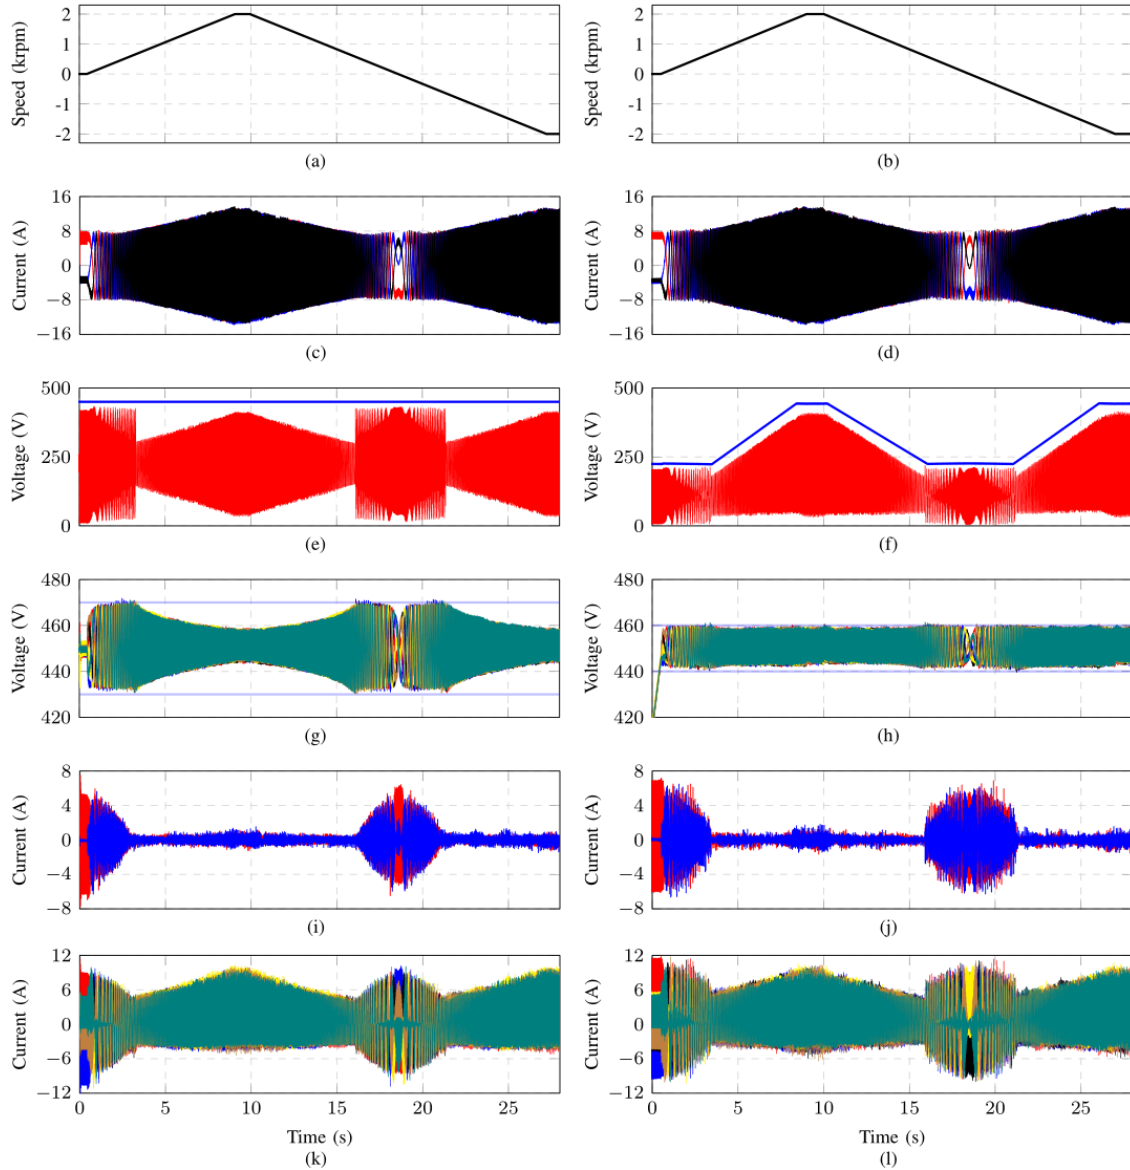 2
1
0
-1
-2
Speed (krpm)
(a)
2
1
0
-1
-2
Speed (krpm)
(b)
16
8
0
−8
−16
Current (A)
(c)
16
8
0
−8
−16
Current (A)
(d)
500
250
0
Voltage (V)
(e)
500
250
0
Voltage (V)
(f)
480
460
440
420
Voltage (V)
(g)
480
460
440
420
Voltage (V)
(h)
8
4
0
−4
−8
Current (A)
(i)
8
4
0
−4
−8
Current (A)
(j)
12
6
0
−6
−12
Current (A)
0 5 10 15 20 25
Time (s)
(k)
12
6
0
−6
−12
Current (A)
0 5 10 15 20 25
Time (s)
(l)